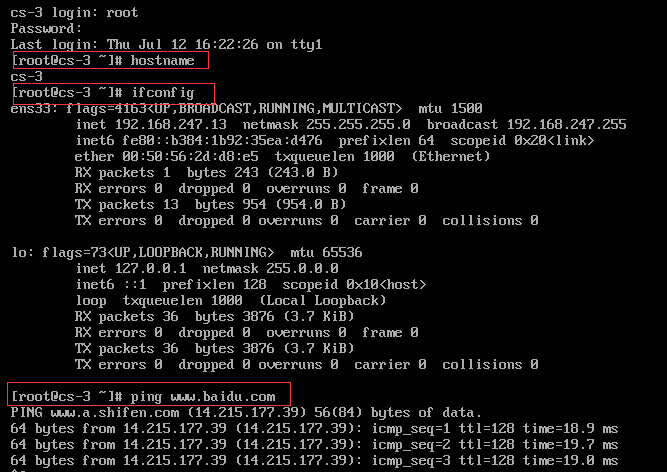 cs-3 login: root
Password:
Last login: Thu Jul 12 16:22:26 on tty1
[root@cs-3 ~]# hostname
cs-3
[root@cs-3 ~]# ifconfig
ens33: flags=4163<UP,BROADCAST,RUNNING,MULTICAST>  mtu 1500
        inet 192.168.247.13  netmask 255.255.255.0  broadcast 192.168.247.255
        inet6 fe80::b384:1b92:35ea:d476  prefixlen 64  scopeid 0x20<link>
        ether 00:50:56:2d:d8:e5  txqueuelen 1000  (Ethernet)
        RX packets 1  bytes 243 (243.0 B)
        RX errors 0  dropped 0  overruns 0  frame 0
        TX packets 13  bytes 954 (954.0 B)
        TX errors 0  dropped 0 overruns 0  carrier 0  collisions 0
lo: flags=73<UP,LOOPBACK,RUNNING>  mtu 65536
        inet 127.0.0.1  netmask 255.0.0.0
        inet6 ::1  prefixlen 128  scopeid 0x10<host>
        loop  txqueuelen 1000  (Local Loopback)
        RX packets 36  bytes 3876 (3.7 KiB)
        RX errors 0  dropped 0  overruns 0  frame 0
        TX packets 36  bytes 3876 (3.7 KiB)
        TX errors 0  dropped 0 overruns 0  carrier 0  collisions 0
[root@cs-3 ~]# ping www.baidu.com
PING www.a.shifen.com (14.215.177.39) 56(84) bytes of data.
64 bytes from 14.215.177.39 (14.215.177.39): icmp_seq=1 ttl=128 time=18.9 ms
64 bytes from 14.215.177.39 (14.215.177.39): icmp_seq=2 ttl=128 time=19.7 ms
64 bytes from 14.215.177.39 (14.215.177.39): icmp_seq=3 ttl=128 time=19.0 ms